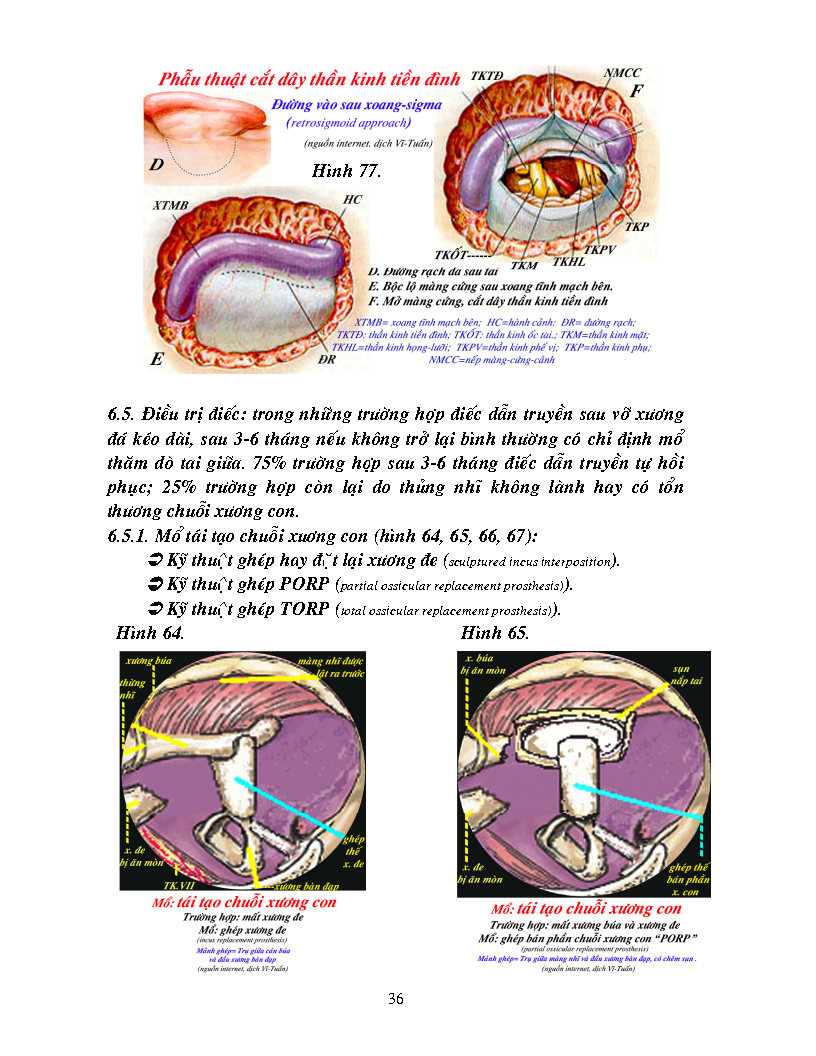 Phẫu thuật cắt dây thần kinh tiền đình
Đường vào sau xoang-sigma
(retrosigmoid approach)
(nguồn internet. dịch Vĩ-Tuấn)
Hình 77.
D
TKTĐ
NMCC
F
TKP
TKPV
TKHL
TKM
TKỐT------
XTMB
HC
E
ĐR
D. Đường rạch da sau tai
E. Bộc lộ màng cứng sau xoang tĩnh mạch bên.
F. Mở màng cứng, cắt dây thần kinh tiền đình
XTMB= xoang tĩnh mạch bên; HC=hành cảnh: ĐR= đường rạch;
TKTĐ: thần kinh tiền đình; TKỐT: thần kinh ốc tai.; TKM=thần kinh mặt;
TKHL=thần kinh họng-lưỡi; TKPV=thần kinh phế vị; TKP=thần kinh phụ;
NMCC=nếp màng-cứng-cảnh
6.5. Điều trị điếc: trong những trường hợp điếc dẫn truyền sau vỡ xương
đá kéo dài, sau 3-6 tháng nếu không trở lại bình thường có chỉ định mổ
thăm dò tai giữa. 75% trường hợp sau 3-6 tháng điếc dẫn truyền tự hồi
phục; 25% trường hợp còn lại do thủng nhĩ không lành hay có tổn
thương chuỗi xương con.
6.5.1. Mổ tái tạo chuỗi xương con (hình 64, 65, 66, 67):
➲ Kỹ thuật ghép hay đặt lại xương đe (sculptured incus interposition).
➲ Kỹ thuật ghép PORP (partial ossicular replacement prosthesis)).
➲ Kỹ thuật ghép TORP (total ossicular replacement prosthesis)).
Hình 64.
xương búa
màng nhĩ được
lật ra trước
thừng
nhĩ
x. đe
bị ăn mòn
TK.VII
ghép
thế
x. đe
--xương bàn đạp
Mổ: tái tạo chuỗi xương con
Trường hợp: mất xương đe
Mổ: ghép xương đe
(incus replacement prosthesis)
Mảnh ghép= Trụ giữa cán búa
và đầu xương bàn đạp
(nguồn internet, dịch Vĩ-Tuấn)
Hình 65.
x. búa
bị ăn mòn
sụn
nắp tai
x. đe
bị ăn mòn
ghép thế
bán phần
x. con
Mổ: tái tạo chuỗi xương con
Trường hợp: mất xương búa và xương đe
Mổ: ghép bán phần chuỗi xương con “PORP”
(partial ossicular replacement prosthesis)
Mảnh ghép= Trụ giữa màng nhĩ và đầu xương bàn đạp, có chêm sụn .
(nguồn internet, dịch Vĩ-Tuấn)
36